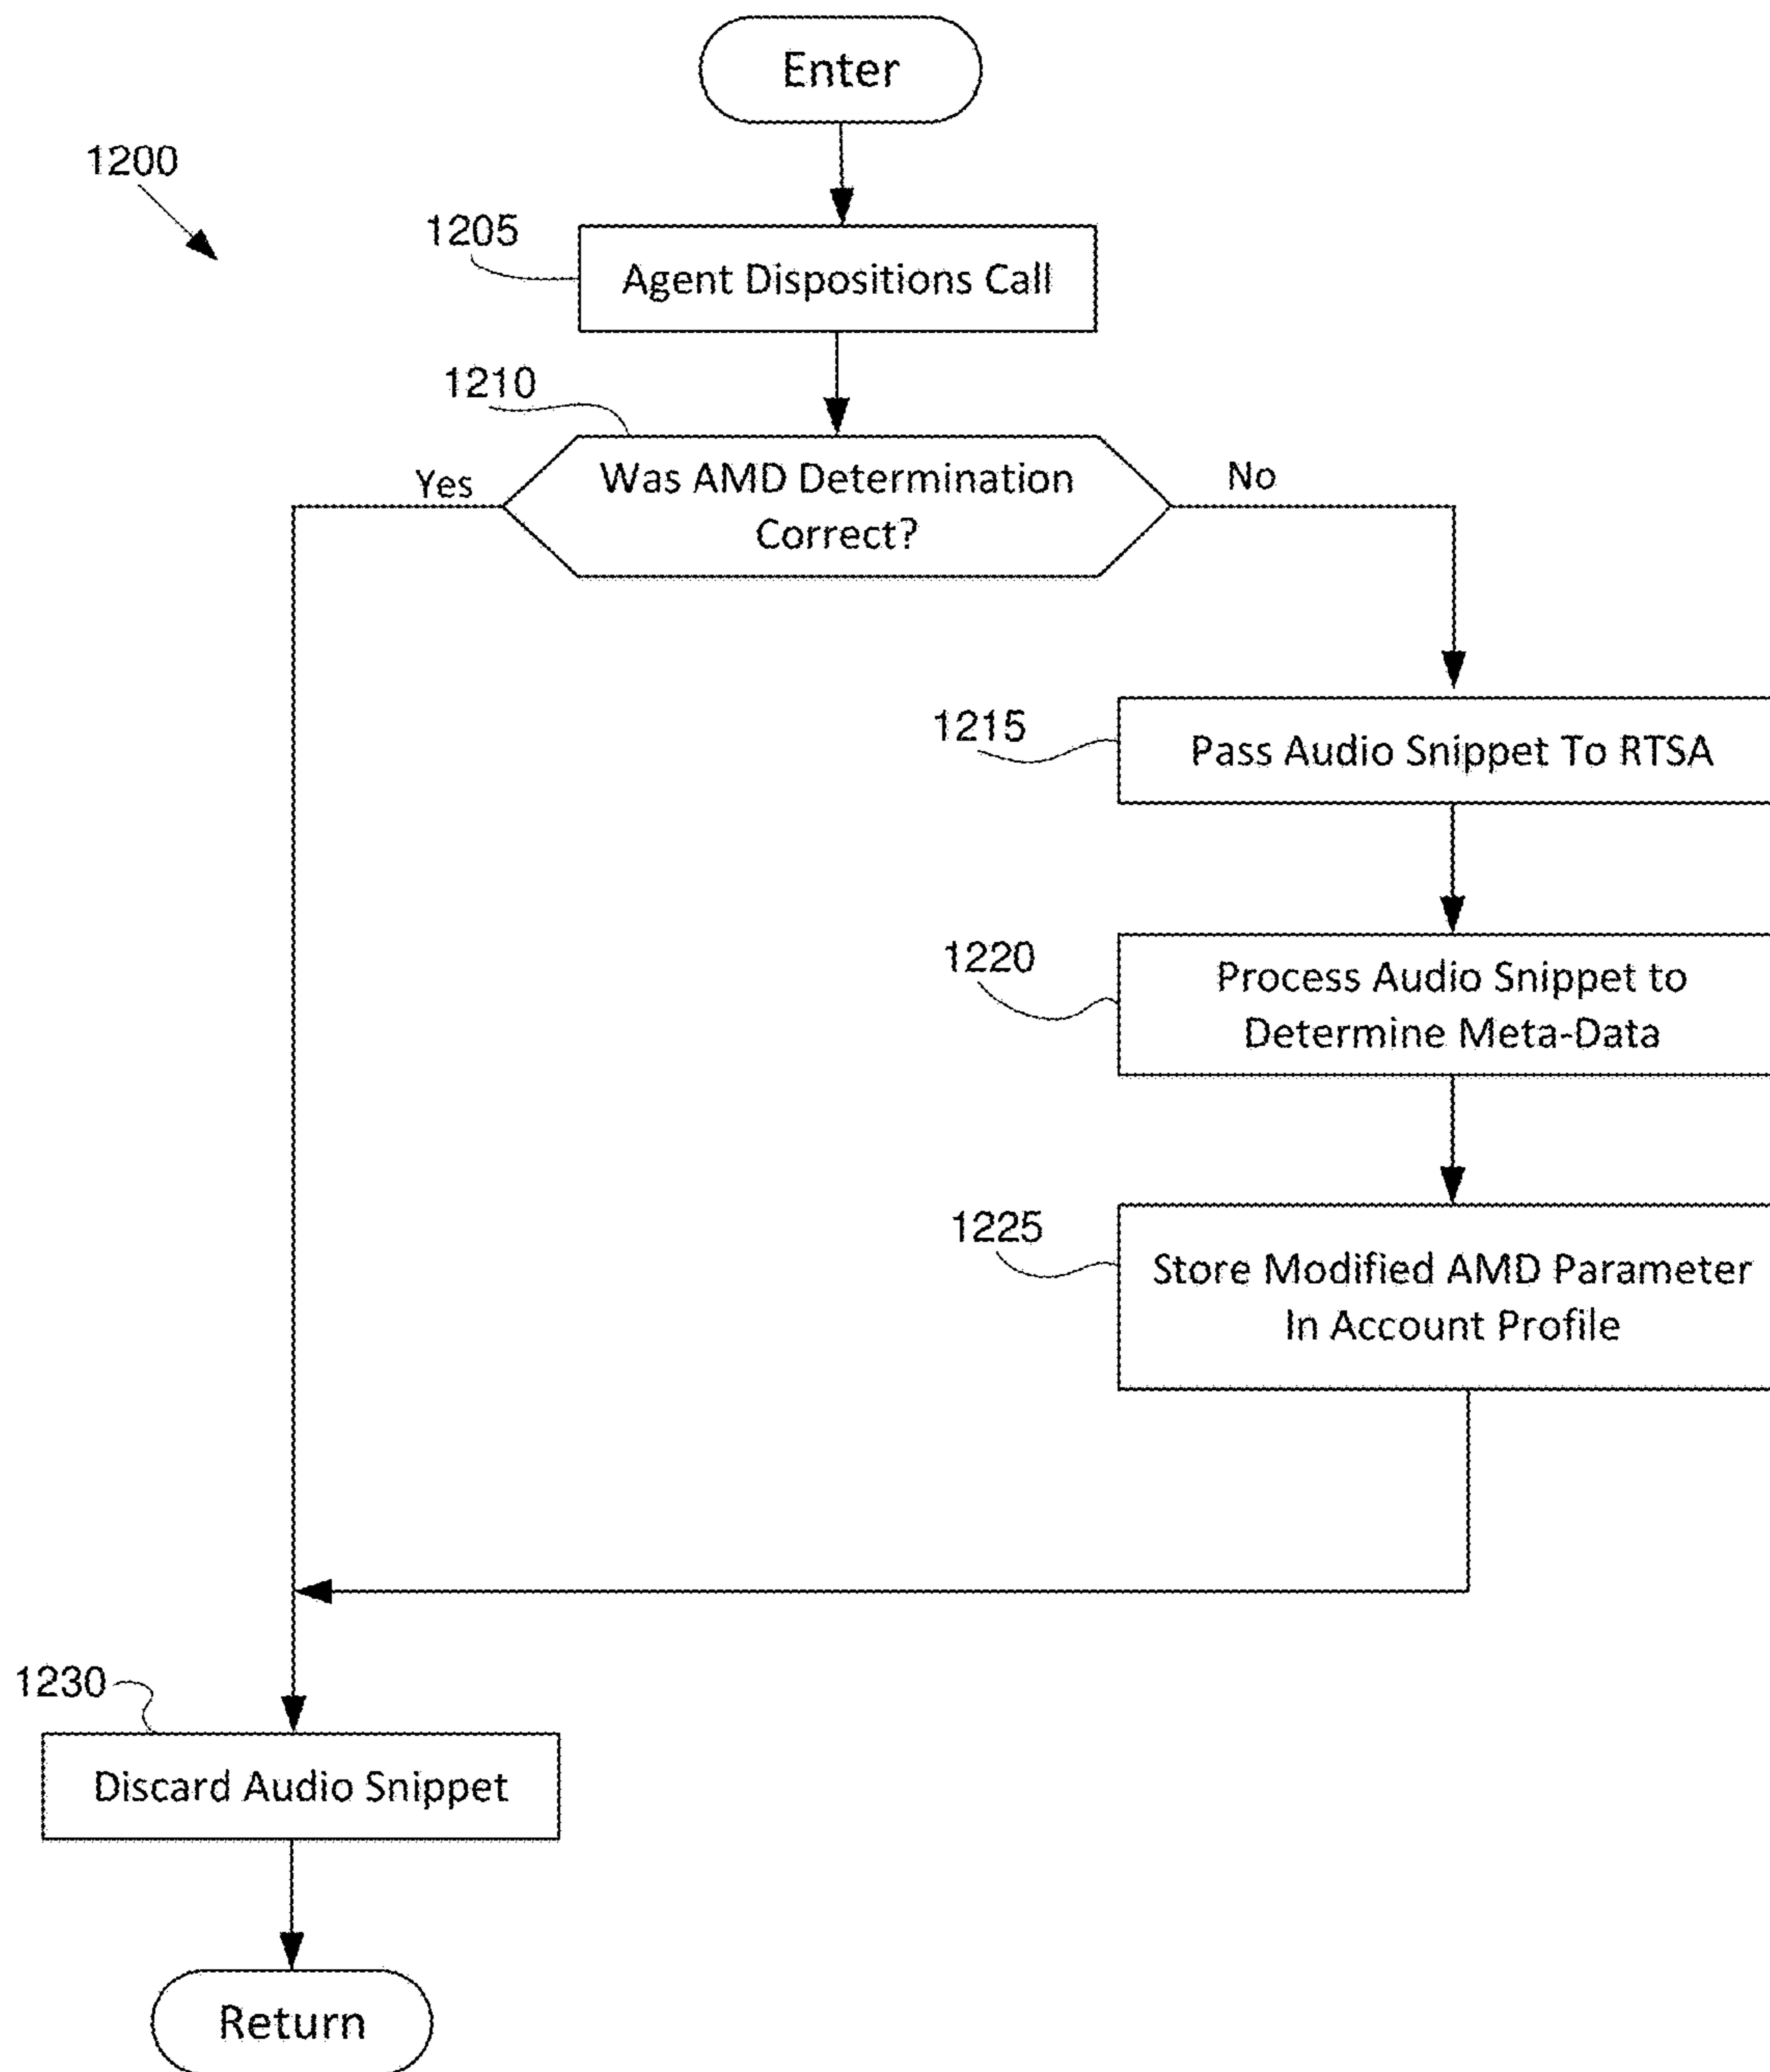 Enter
1200
1205
Agent Dispositions Call
1210
Yes
Was AMD Determination
Correct?
No
1215
Pass Audio Snippet To RTSA
1220
Process Audio Snippet to
Determine Meta-Data
1225
Store Modified AMD Parameter
In Account Profile
1230
Discard Audio Snippet
Return